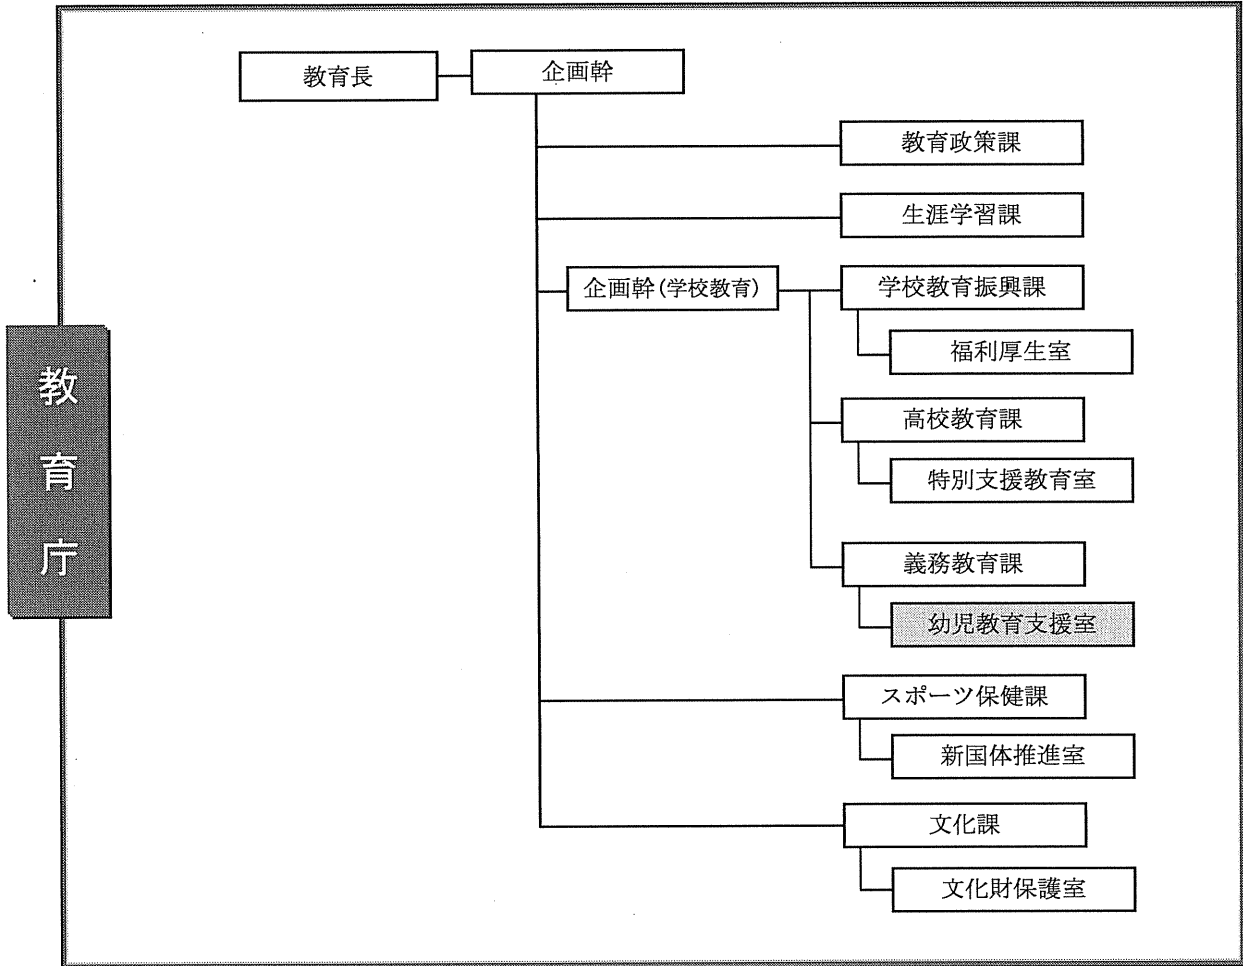 教育庁
教育長
企画幹
教育政策課
生涯学習課
企画幹(学校教育)
学校教育振興課
福利厚生室
高校教育課
特別支援教育室
義務教育課
幼児教育支援室
スポーツ保健課
新国体推進室
文化課
文化財保護室